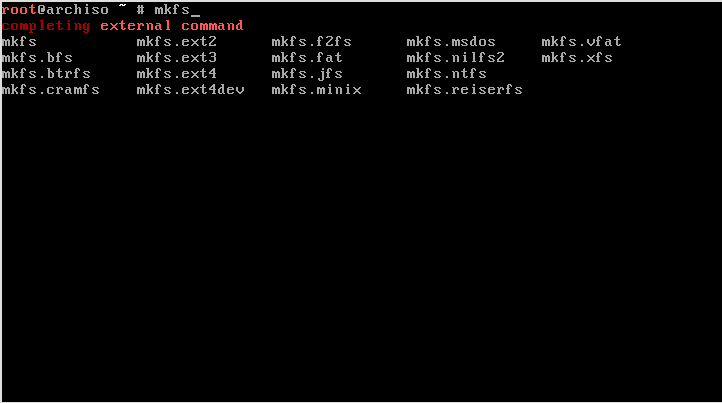 root@archiso ~ # mkfs_
completing external command
mkfs mkfs.ext2 mkfs.f2fs mkfs.msdos mkfs.vfat
mkfs.bfs mkfs.ext3 mkfs.fat mkfs.nilfs2 mkfs.xfs
mkfs.btrfs mkfs.ext4 mkfs.jfs mkfs.ntfs
mkfs.cramfs mkfs.ext4dev mkfs.minix mkfs.reiserfs